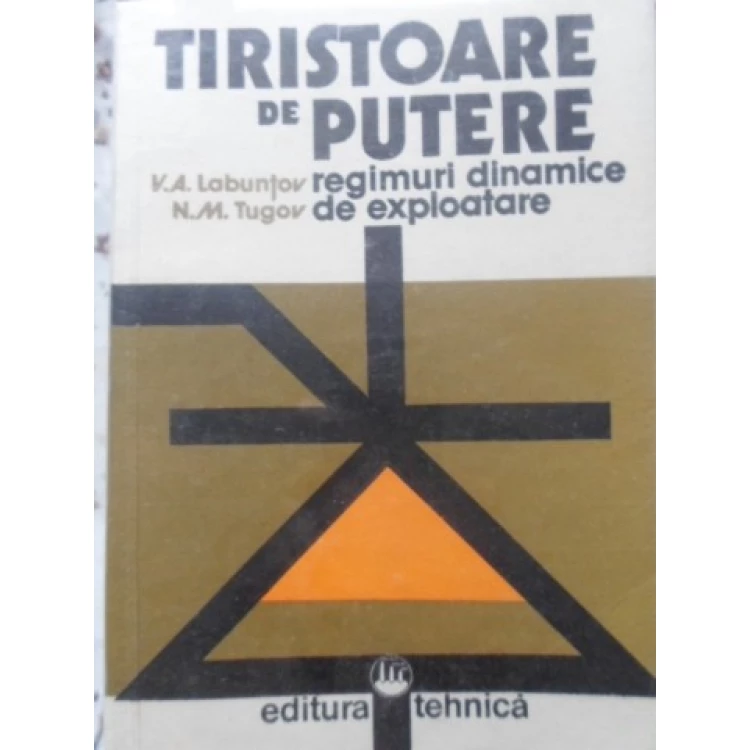 TIRISTOARE
DE PUTERE
V.A. Labunțov regimuri dinamice
N.M. Tugov de exploatare
editura tehnică